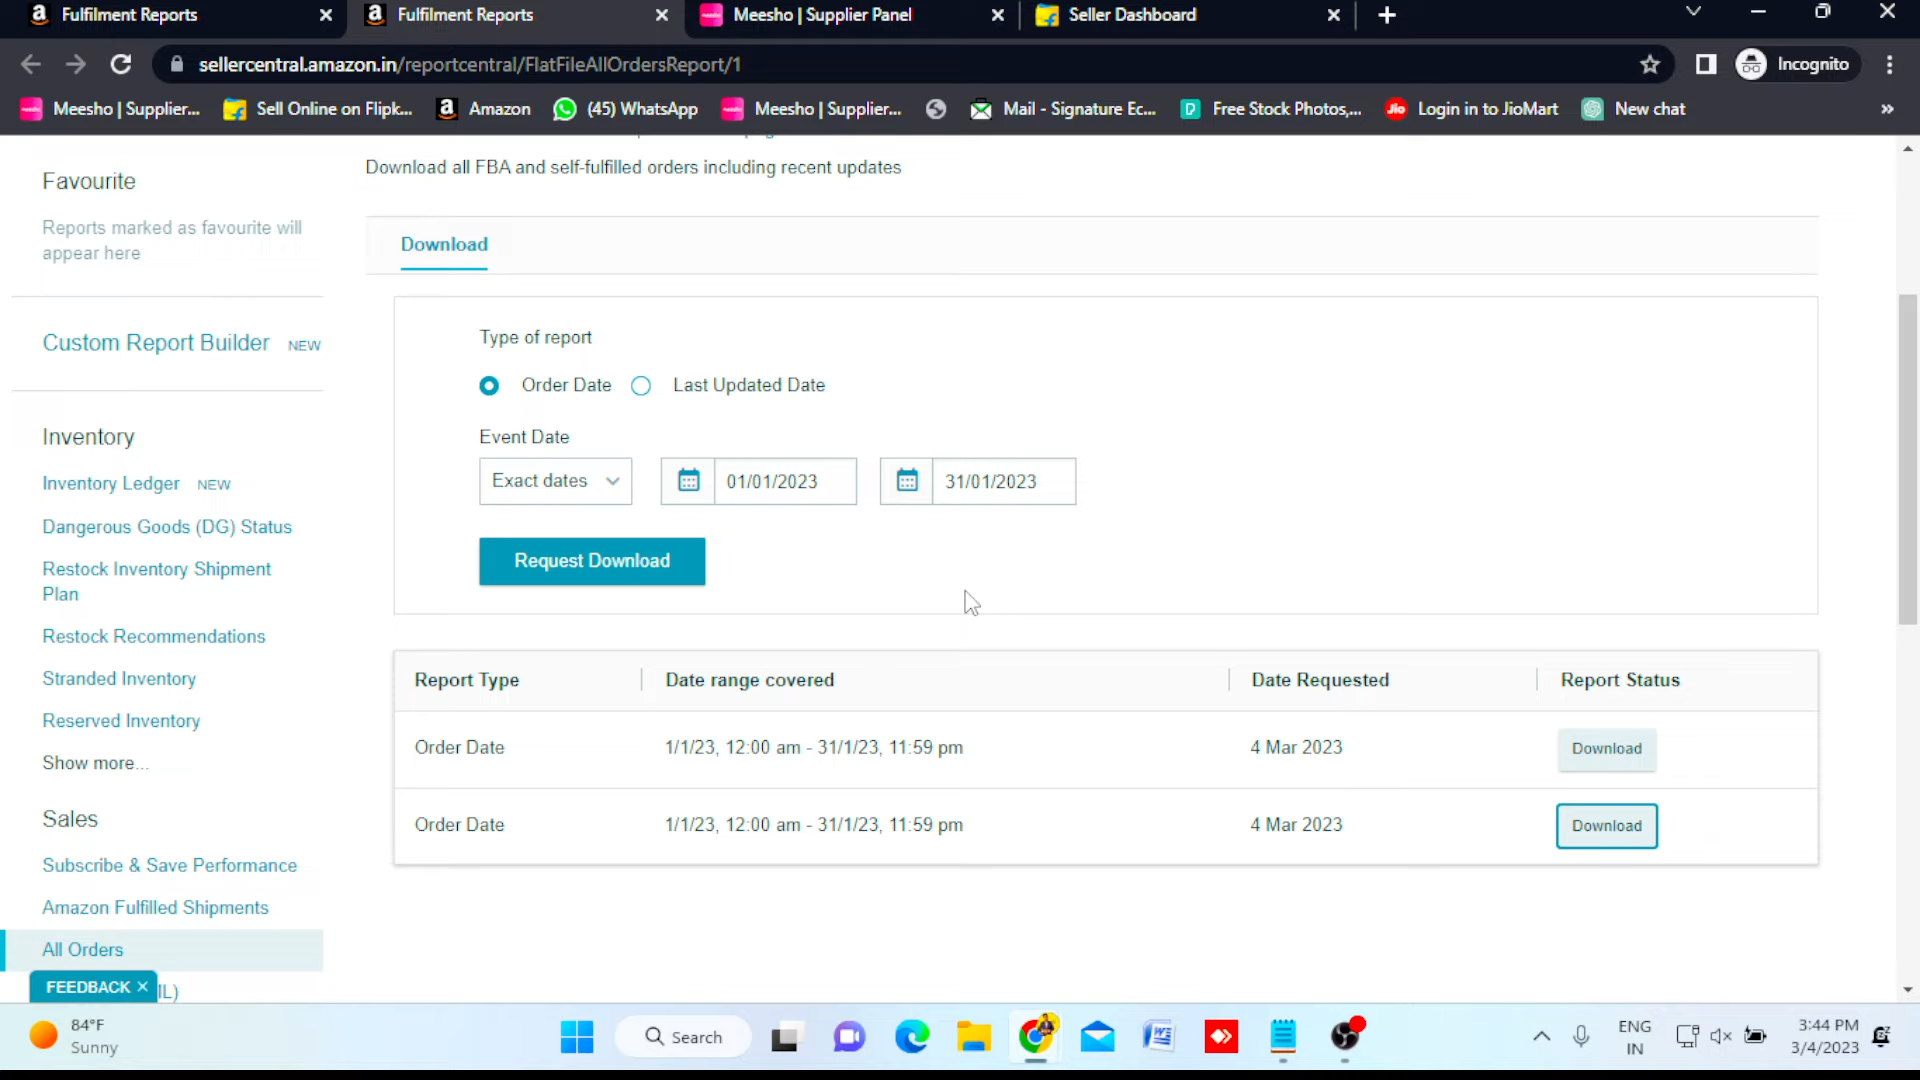 Fulfilment Reports
Fulfilment Reports
Meesho | Supplier Panel
Seller Dashboard
sellercentral.amazon.in/reportcentral/FlatFileAllOrdersReport/1
Incognito
Meesho | Supplier...
Sell Online on Flipk...
Amazon
(45) WhatsApp
Meesho | Supplier...
Mail - Signature Ec...
Free Stock Photos,...
Login in to JioMart
New chat
Favourite
Reports marked as favourite will
appear here
Custom Report Builder NEW
Inventory
Inventory Ledger NEW
Dangerous Goods (DG) Status
Restock Inventory Shipment
Plan
Restock Recommendations
Stranded Inventory
Reserved Inventory
Show more...
Sales
Subscribe & Save Performance
Amazon Fulfilled Shipments
All Orders
FEEDBACK
Download all FBA and self-fulfilled orders including recent updates
Download
Type of report
Order Date
Last Updated Date
Event Date
Exact dates
01/01/2023
31/01/2023
Request Download
Report Type Date range covered Date Requested Report Status
Order Date 1/1/23, 12:00 am - 31/1/23, 11:59 pm 4 Mar 2023 Download
Order Date 1/1/23, 12:00 am - 31/1/23, 11:59 pm 4 Mar 2023 Download
84°F
Sunny
Search
ENG
IN
3:44 PM
3/4/2023